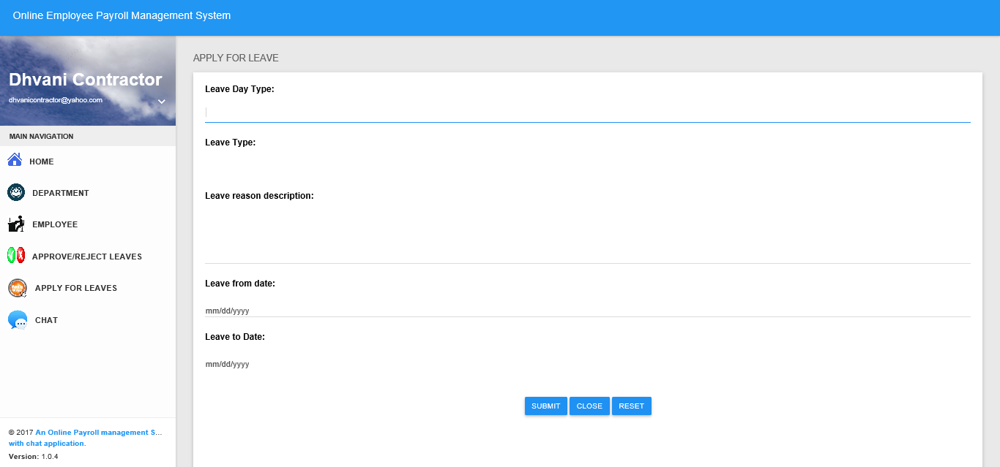 Online Employee Payroll Management System
Dhvani Contractor
dhvanicontractor@yahoo.com
MAIN NAVIGATION
HOME
DEPARTMENT
EMPLOYEE
APPROVE/REJECT LEAVES
APPLY FOR LEAVES
CHAT
© 2017 An Online Payroll management S...
with chat application.
Version: 1.0.4
APPLY FOR LEAVE
Leave Day Type:
Leave Type:
Leave reason description:
Leave from date:
mm/dd/yyyy
Leave to Date:
mm/dd/yyyy
SUBMIT CLOSE RESET